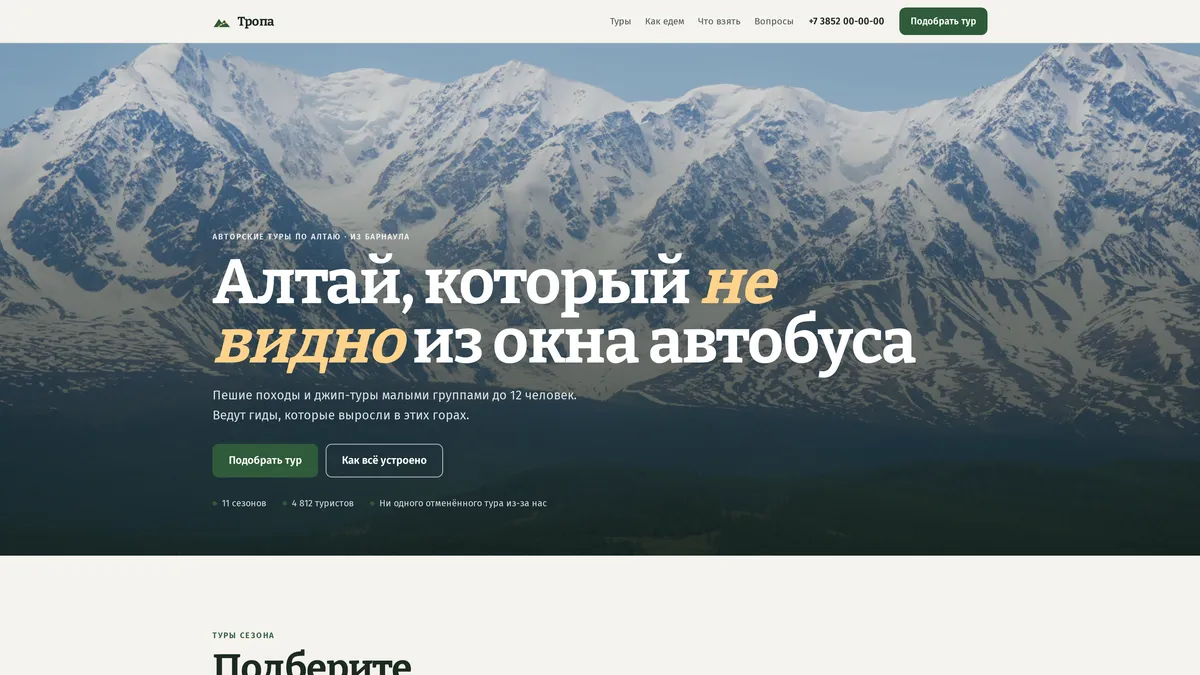 Тропа
Туры Как едем Что взять Вопросы +7 3852 00-00-00 Подобрать тур
АВТОРСКИЕ ТУРЫ ПО АЛТАЮ · ИЗ БАРНАУЛА
Алтай, который не
видно из окна автобуса
Пешие походы и джип-туры малыми группами до 12 человек.
Ведут гиды, которые выросли в этих горах.
Подобрать тур Как всё устроено
11 сезонов 4 812 туристов Ни одного отменённого тура из-за нас
ТУРЫ СЕЗОНА
Подберите